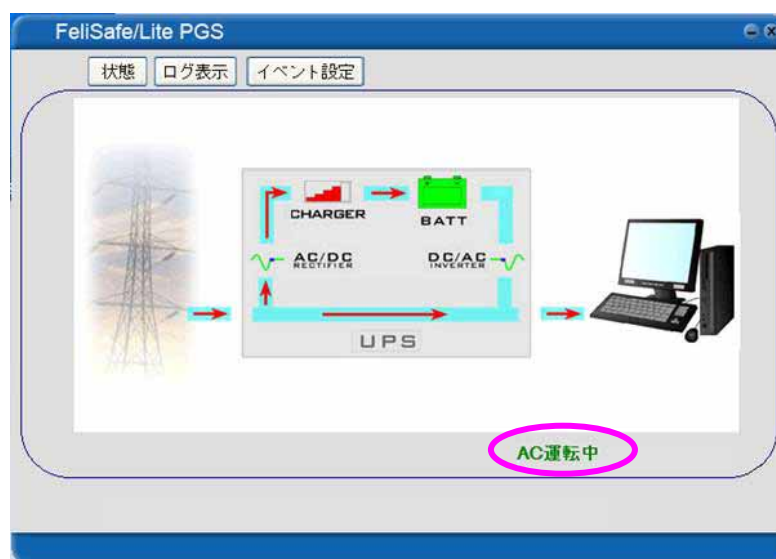 FeliSafe/Lite PGS
状態 ログ表示 イベント設定
CHARGER
BATT
AC/DC
RECTIFIER
DC/AC
INVERTER
UPS
AC運転中